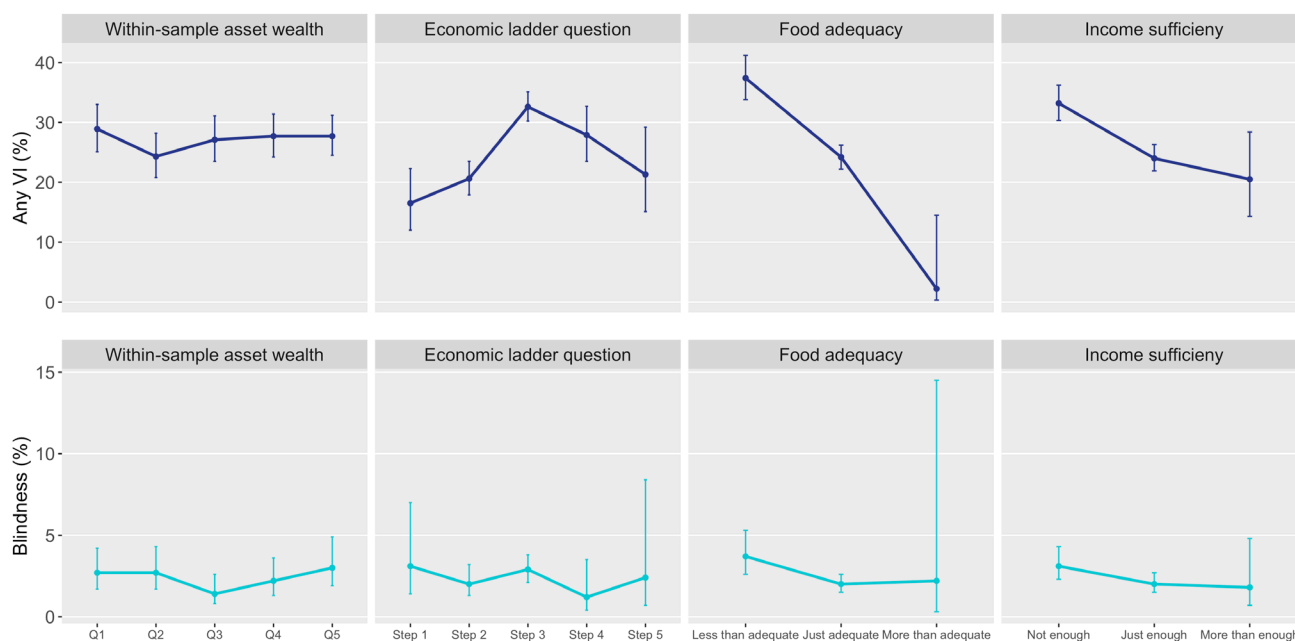 Within-sample asset wealth Economic ladder question Food adequacy Income sufficieny
40
30
20
10
0
Any VI (%)
Within-sample asset wealth Economic ladder question Food adequacy Income sufficieny
15
10
5
0
Blindness (%)
Q1 Q2 Q3 Q4 Q5 Step 1 Step 2 Step 3 Step 4 Step 5 Less than adequate Just adequate More than adequate Not enough Just enough More than enough